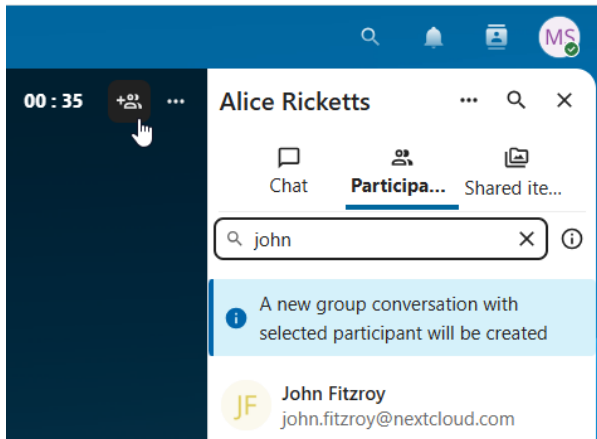 MS
00 : 35
Alice Ricketts
Chat
Participa...
Shared ite...
john
A new group conversation with
selected participant will be created
JF
John Fitzroy
john.fitzroy@nextcloud.com